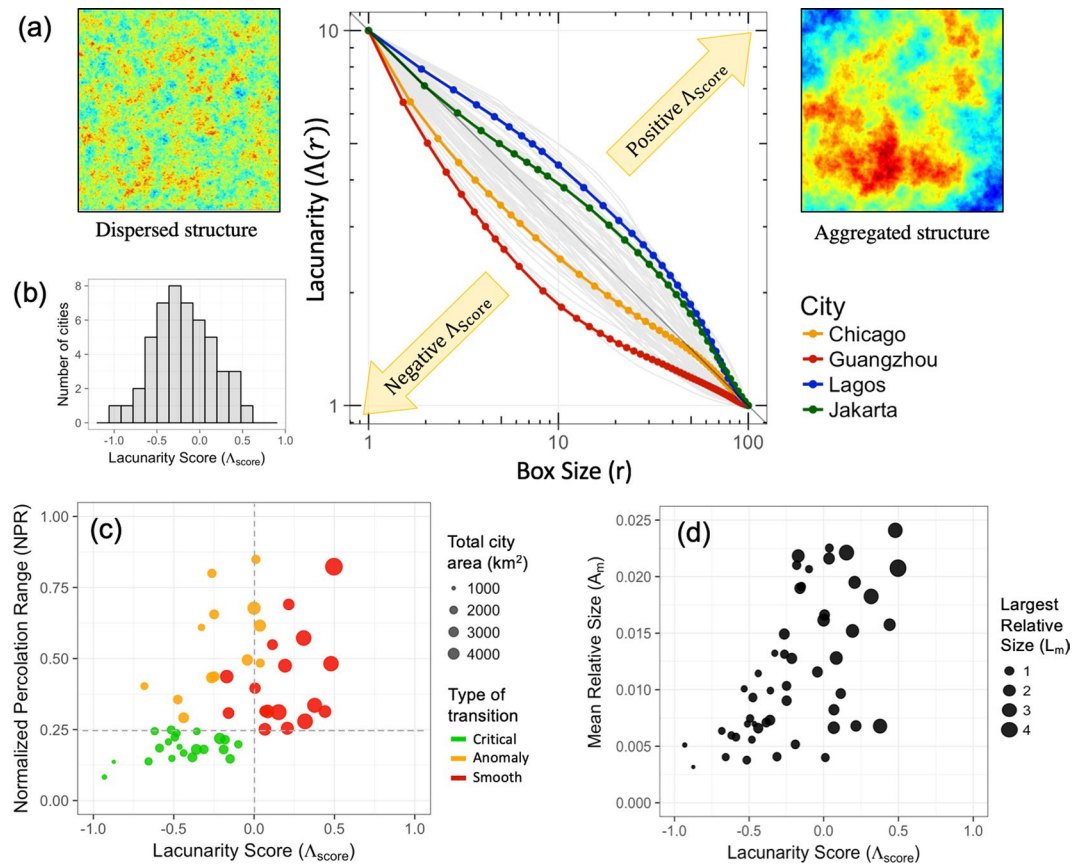 (a)
Dispersed structure
Lacunarity (Λ(r))
10
1
1
10
100
Box Size (r)
Positive Λscore
Negative Λscore
Aggregated structure
City
Chicago
Guangzhou
Lagos
Jakarta
(b)
Number of cities
8
6
4
2
0
-1.0
-0.5
0.0
0.5
1.0
Lacunarity Score (Λscore)
(c)
Normalized Percolation Range (NPR)
1.00
0.75
0.50
0.25
0.00
-1.0
-0.5
0.0
0.5
1.0
Lacunarity Score (Λscore)
Total city
area (km²)
1000
2000
3000
4000
Type of
transition
Critical
Anomaly
Smooth
(d)
Mean Relative Size (Am)
0.025
0.020
0.015
0.010
0.005
0.000
-1.0
-0.5
0.0
0.5
1.0
Lacunarity Score (Λscore)
Largest
Relative
Size (Lm)
1
2
3
4